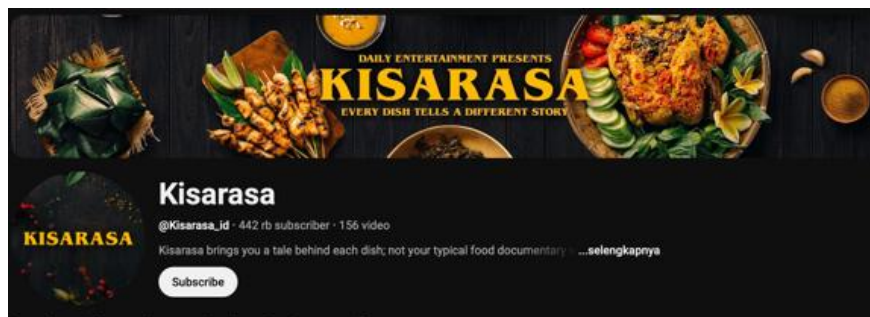 DAILY ENTERTAINMENT PRESENTS
KISARASA
EVERY DISH TELLS A DIFFERENT STORY
Kisarasa
KISARASA
@Kisarasa_id · 442 rb subscriber · 156 video
Kisarasa brings you a tale behind each dish; not your typical food documentary ...selengkapnya
Subscribe